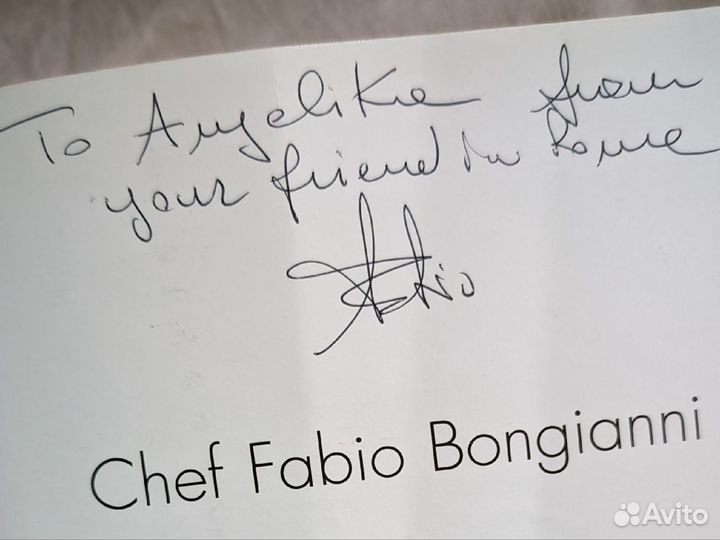 To Angelika from
your friend in Rome
Fabio
Chef Fabio Bongianni
Avito